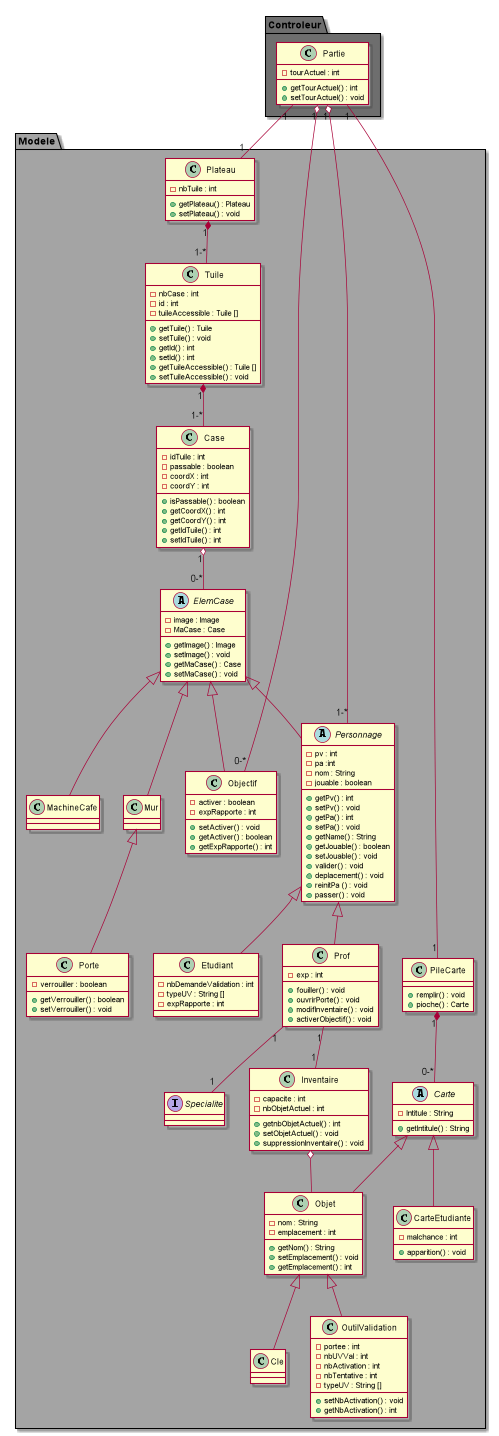 Controleur
C Partie
tourActuel : int
getTourActuel() : int
setTourActuel : void
1 1 1 1
Modele
1
C Plateau
nbTuile : int
getPlateau() : Plateau
setPlateau() : void
1
1-*
C Tuile
nbCase : int
id : int
tuileAccessible : Tuile []
getTuile() : Tuile
setTuile() : void
getId() : int
setId() : int
getTuileAccessible() : Tuile []
setTuileAccessible() : void
1
1-*
C Case
idTuile : int
passable : boolean
coordX : int
coordY : int
isPassable() : boolean
getCoordX() : int
getCoordY() : int
getIdTuile() : int
setIdTuile() : int
1
0-*
A ElemCase
image : Image
MaCase : Case
getImage() : Image
setImage() : void
getMaCase() : Case
setMaCase() : void
1-*
A Personnage
pv : int
pa :int
nom : String
jouable : boolean
getPv() : int
setPv() : void
getPa() : int
setPa() : void
getName() : String
getJouable() : boolean
setJouable() : void
valider() : void
deplacement() : void
reinitPa () : void
passer() : void
0-*
C Objectif
activer : boolean
expRapporte : int
setActiver() : void
getActiver() : boolean
getExpRapporte() : int
C MachineCafe
C Mur
C Porte
verrouiller : boolean
getVerrouiller() : boolean
setVerrouiller() : void
C Etudiant
nbDemandeValidation : int
typeUV : String []
expRapporte : int
C Prof
exp : int
fouiller() : void
ouvrirPorte() : void
modifInventaire() : void
activerObjectif() : void
1
C PileCarte
remplir() : void
pioche() : Carte
1
0-*
1 1
1
I Specialite
1
C Inventaire
capacite : int
nbObjetActuel : int
getnbObjetActuel() : int
setObjetActuel() : void
suppressionInventaire() : void
A Carte
Intitule : String
getIntitule() : String
C Objet
nom : String
emplacement : int
getNom() : String
setEmplacement() : void
getEmplacement() : int
C CarteEtudiante
malchance : int
apparition() : void
C Cle
C OutilValidation
portee : int
nbUVVal : int
nbActivation : int
nbTentative : int
typeUV : String []
setNbActivation() : void
getNbActivation() : int